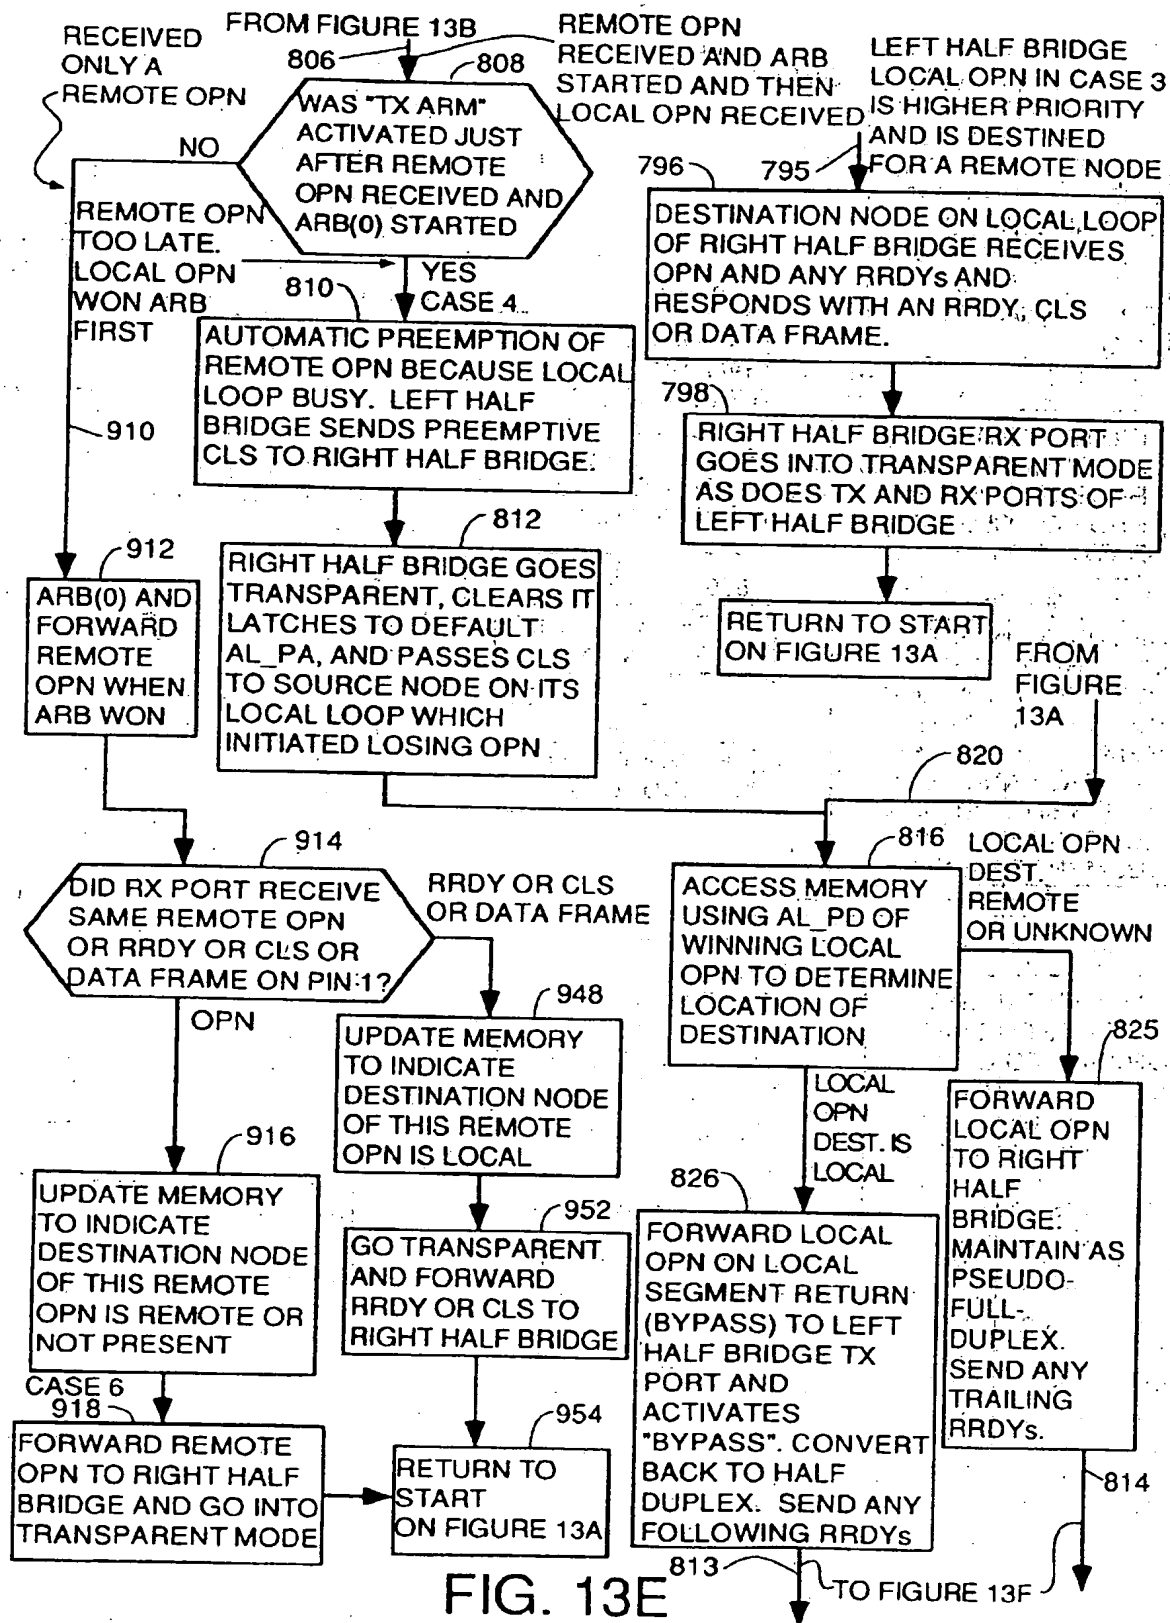 RECEIVED
ONLY A
REMOTE OPN
FROM FIGURE 13B
806
REMOTE OPN
RECEIVED AND ARB
STARTED AND THEN
LOCAL OPN RECEIVED
808
WAS "TX ARM"
ACTIVATED JUST
AFTER REMOTE
OPN RECEIVED AND
ARB(0) STARTED
NO
LEFT HALF BRIDGE
LOCAL OPN IN CASE 3
IS HIGHER PRIORITY
AND IS DESTINED
FOR A REMOTE NODE
796
795
DESTINATION NODE ON LOCAL LOOP
OF RIGHT HALF BRIDGE RECEIVES
OPN AND ANY RRDYs AND
RESPONDS WITH AN RRDY, CLS
OR DATA FRAME.
REMOTE OPN
TOO LATE.
LOCAL OPN
WON ARB
FIRST
YES
CASE 4
810
AUTOMATIC PREEMPTION OF
REMOTE OPN BECAUSE LOCAL
LOOP BUSY. LEFT HALF
BRIDGE SENDS PREEMPTIVE
CLS TO RIGHT HALF BRIDGE.
798
RIGHT HALF BRIDGE RX PORT
GOES INTO TRANSPARENT MODE
AS DOES TX AND RX PORTS OF
LEFT HALF BRIDGE
910
912
ARB(0) AND
FORWARD
REMOTE
OPN WHEN
ARB WON
812
RIGHT HALF BRIDGE GOES
TRANSPARENT, CLEARS IT
LATCHES TO DEFAULT
AL_PA, AND PASSES CLS
TO SOURCE NODE ON ITS
LOCAL LOOP WHICH
INITIATED LOSING OPN
RETURN TO START
ON FIGURE 13A
FROM
FIGURE
13A
820
914
DID RX PORT RECEIVE
SAME REMOTE OPN
OR RRDY OR CLS OR
DATA FRAME ON PIN 1?
RRDY OR CLS
OR DATA FRAME
OPN
816
ACCESS MEMORY
USING AL_PD OF
WINNING LOCAL
OPN TO DETERMINE
LOCATION OF
DESTINATION
LOCAL OPN
DEST.
REMOTE
OR UNKNOWN
948
UPDATE MEMORY
TO INDICATE
DESTINATION NODE
OF THIS REMOTE
OPN IS LOCAL
LOCAL
OPN
DEST. IS
LOCAL
825
FORWARD
LOCAL OPN
TO RIGHT
HALF
BRIDGE.
MAINTAIN AS
PSEUDO-
FULL-
DUPLEX.
SEND ANY
TRAILING
RRDYs.
916
UPDATE MEMORY
TO INDICATE
DESTINATION NODE
OF THIS REMOTE
OPN IS REMOTE OR
NOT PRESENT
952
GO TRANSPARENT
AND FORWARD
RRDY OR CLS TO
RIGHT HALF BRIDGE
826
FORWARD LOCAL
OPN ON LOCAL
SEGMENT RETURN
(BYPASS) TO LEFT
HALF BRIDGE TX
PORT AND
ACTIVATES
"BYPASS". CONVERT
BACK TO HALF
DUPLEX. SEND ANY
FOLLOWING RRDYs
CASE 6
918
FORWARD REMOTE
OPN TO RIGHT HALF
BRIDGE AND GO INTO
TRANSPARENT MODE
954
RETURN TO
START
ON FIGURE 13A
814
813
TO FIGURE 13F
FIG. 13E